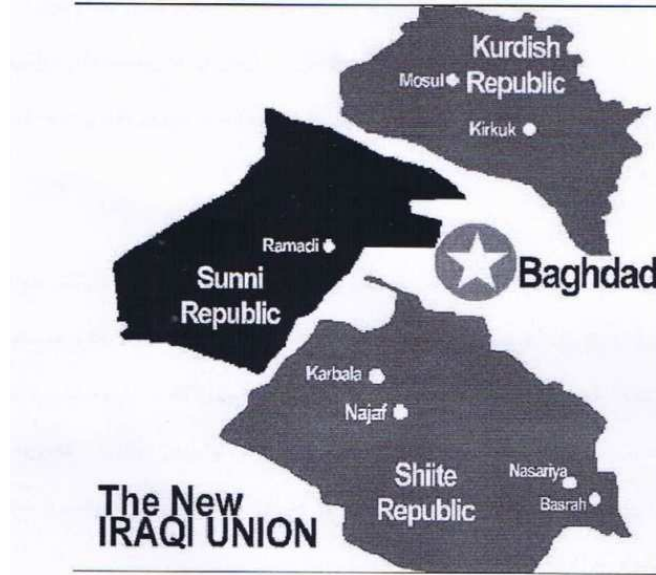 Kurdish
Republic
Mosul
Kirkuk
Ramadi
Sunni
Republic
Baghdad
Karbala
Najaf
Shiite
Republic
Nasariya
Basrah
The New
IRAQI UNION